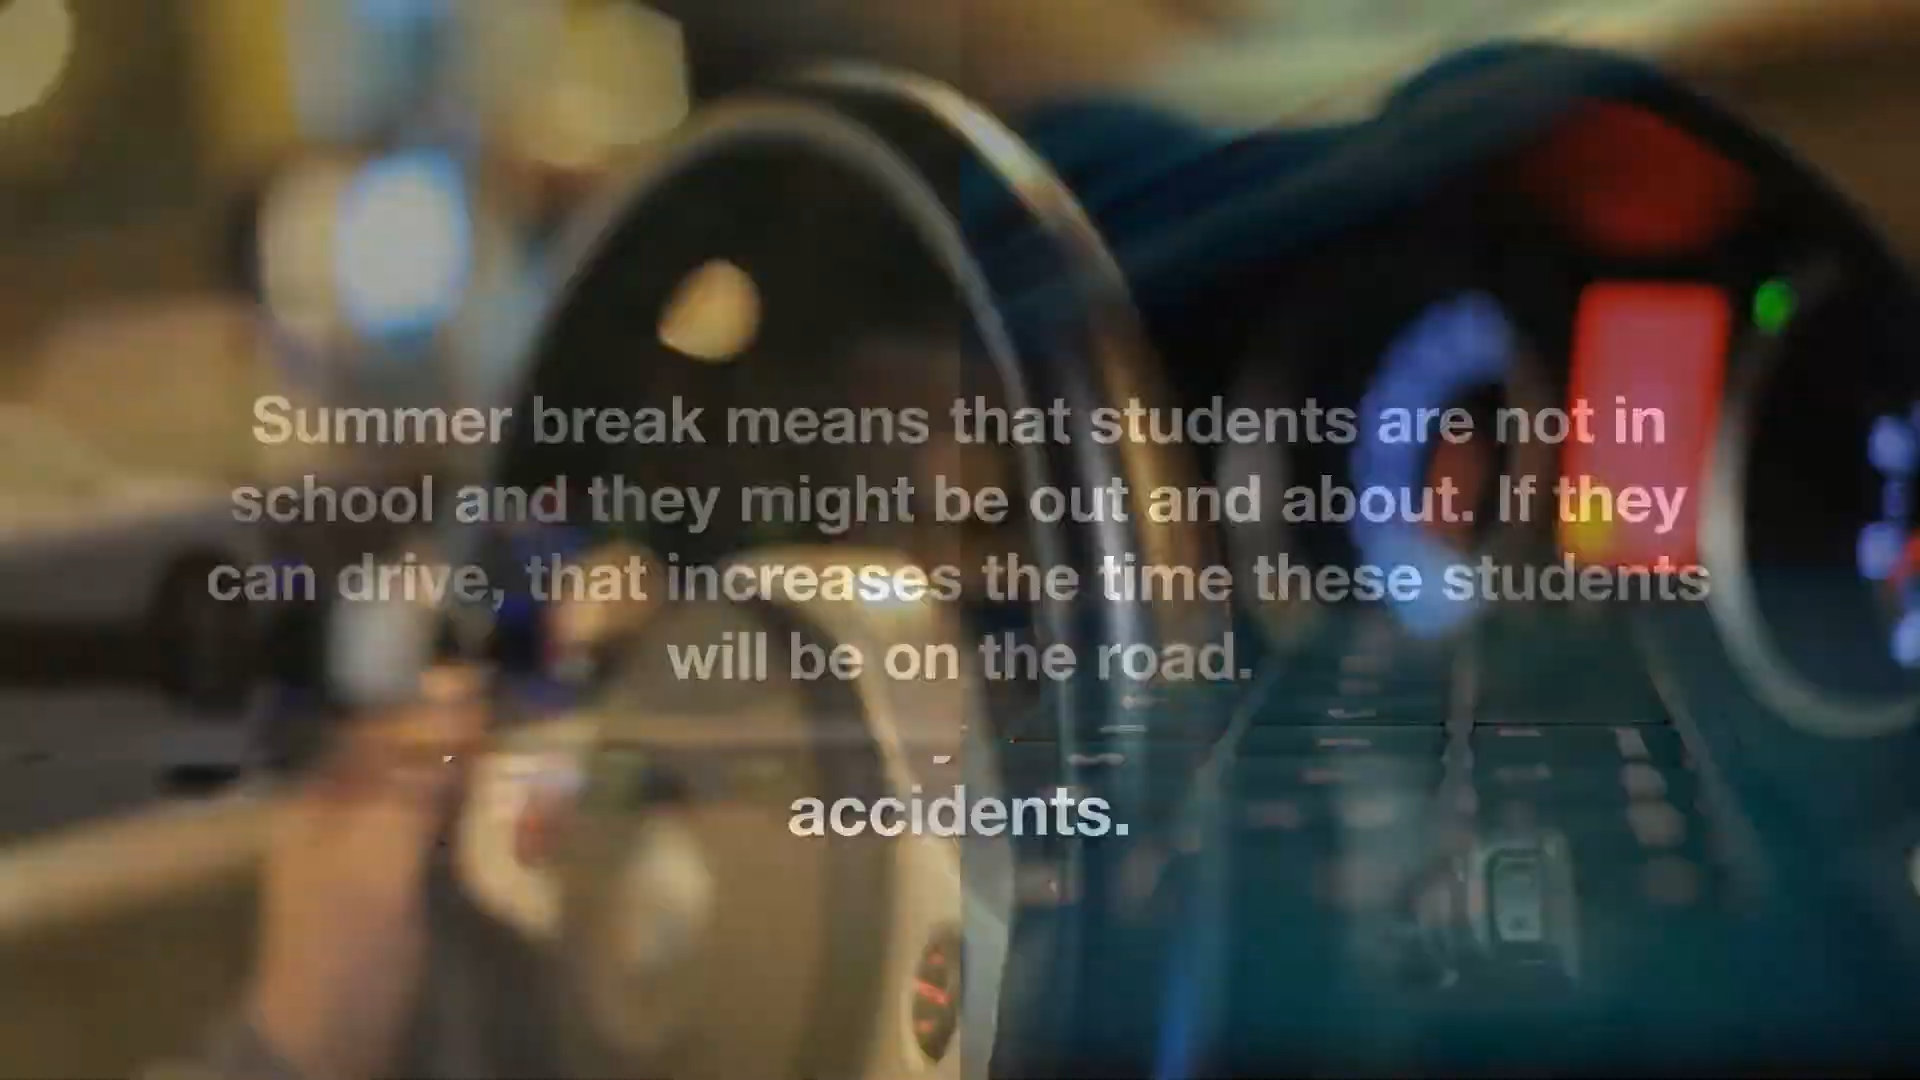 Summer break means that students are not in
school and they might be out and about. If they
can drive, that increases the time these students
will be on the road.
accidents.